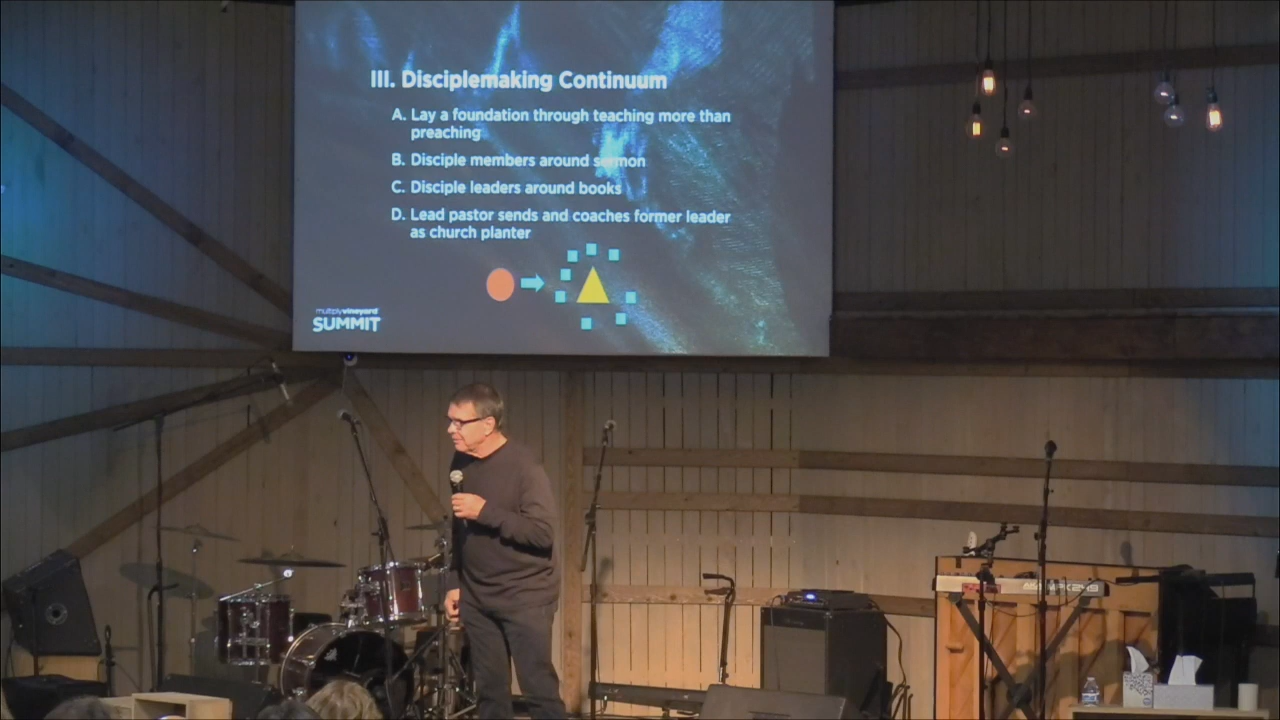 III. Disciplemaking Continuum
A. Lay a foundation through teaching more than
preaching
B. Disciple members around sermon
C. Disciple leaders around books
D. Lead pastor sends and coaches former leader
as church planter
multiplyvineyard
SUMMIT